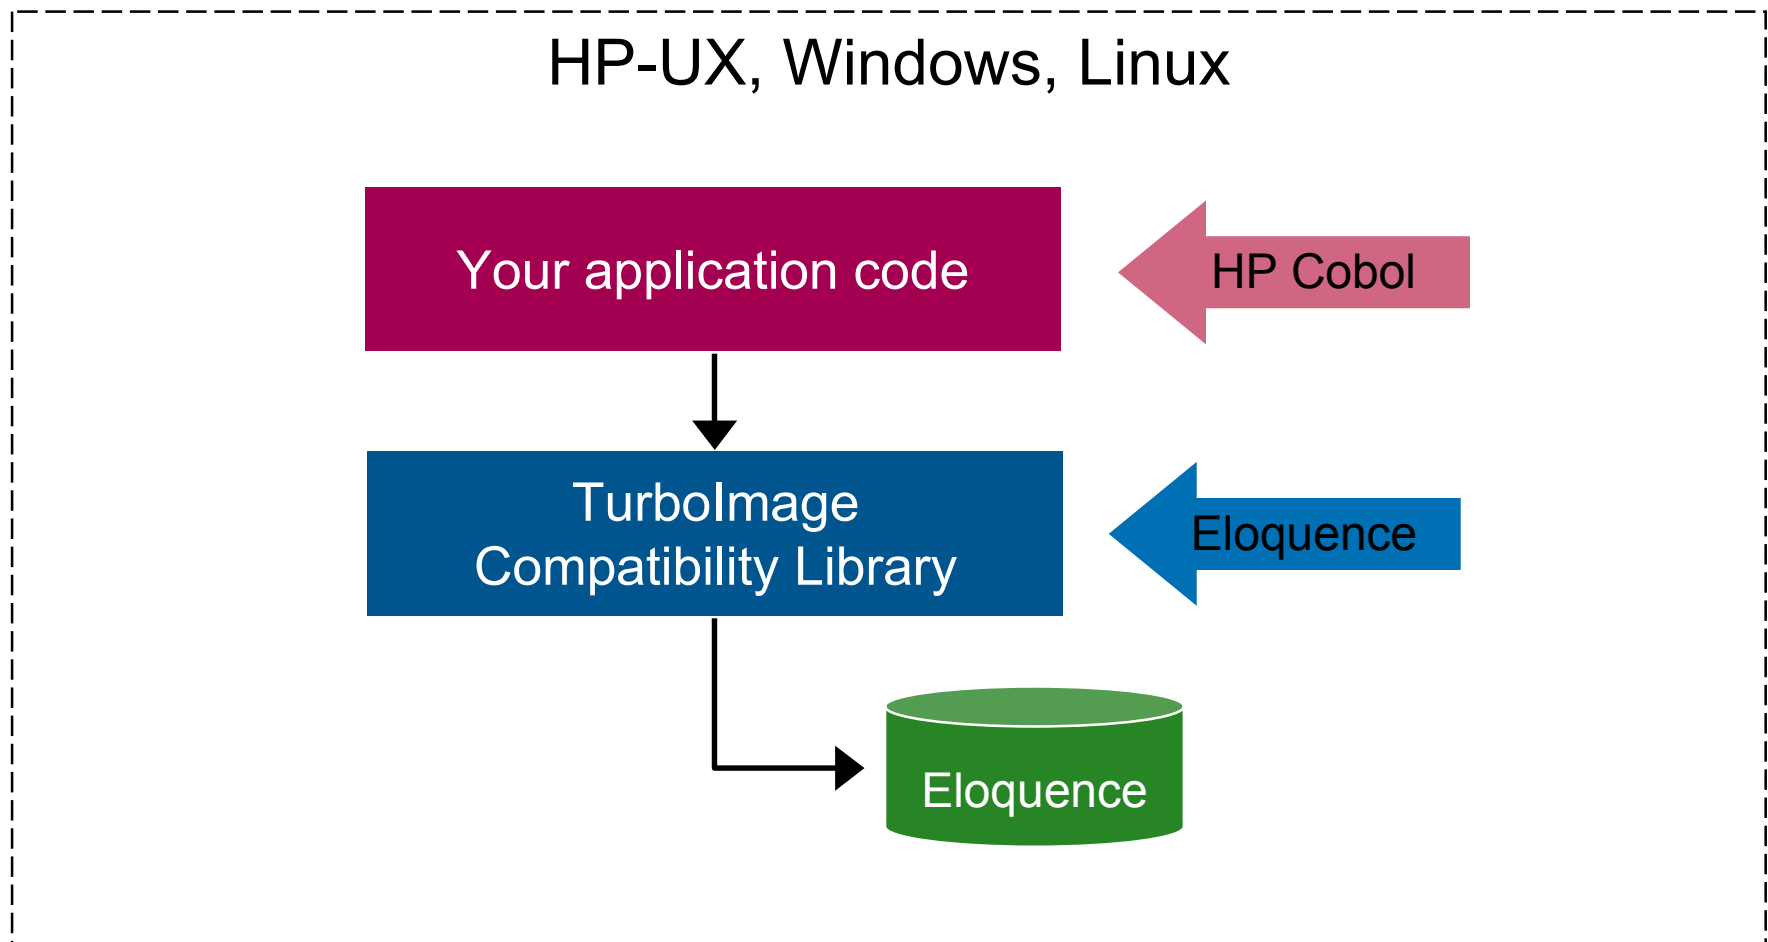 HP-UX, Windows, Linux
Your application code
HP Cobol
TurboImage
Compatibility Library
Eloquence
Eloquence